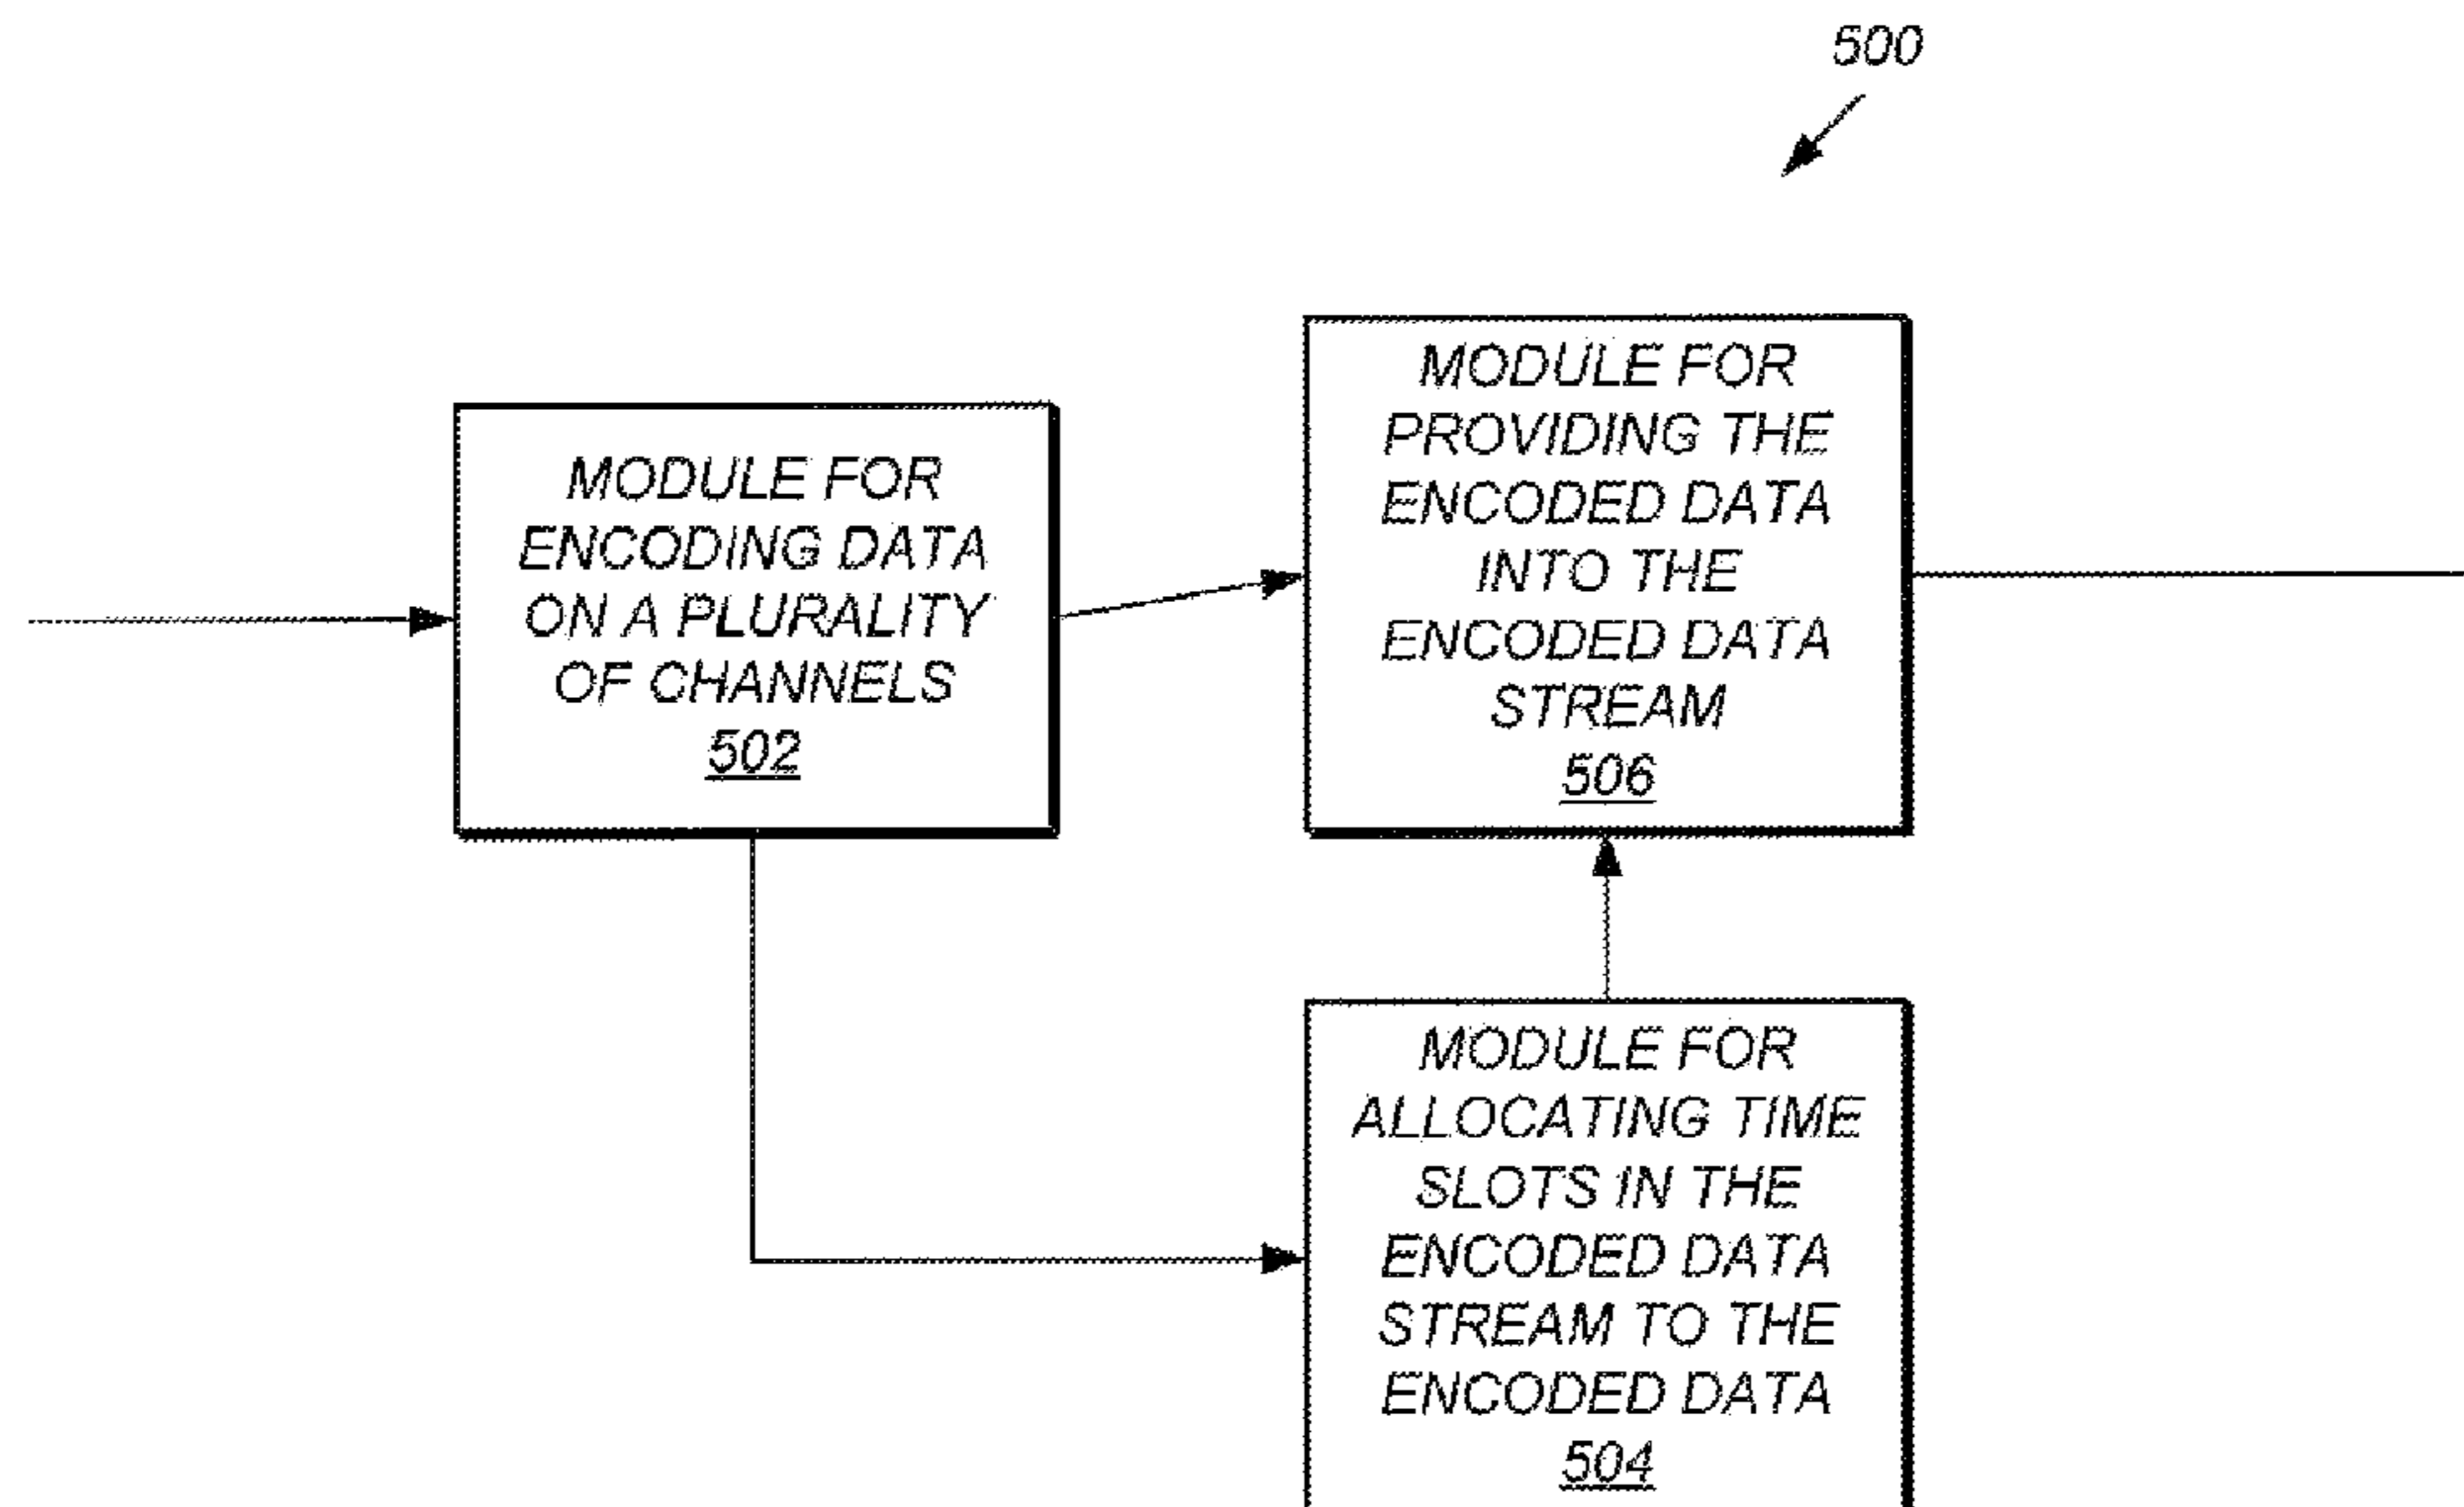 500
MODULE FOR
ENCODING DATA
ON A PLURALITY
OF CHANNELS
502
MODULE FOR
PROVIDING THE
ENCODED DATA
INTO THE
ENCODED DATA
STREAM
506
MODULE FOR
ALLOCATING TIME
SLOTS IN THE
ENCODED DATA
STREAM TO THE
ENCODED DATA
504